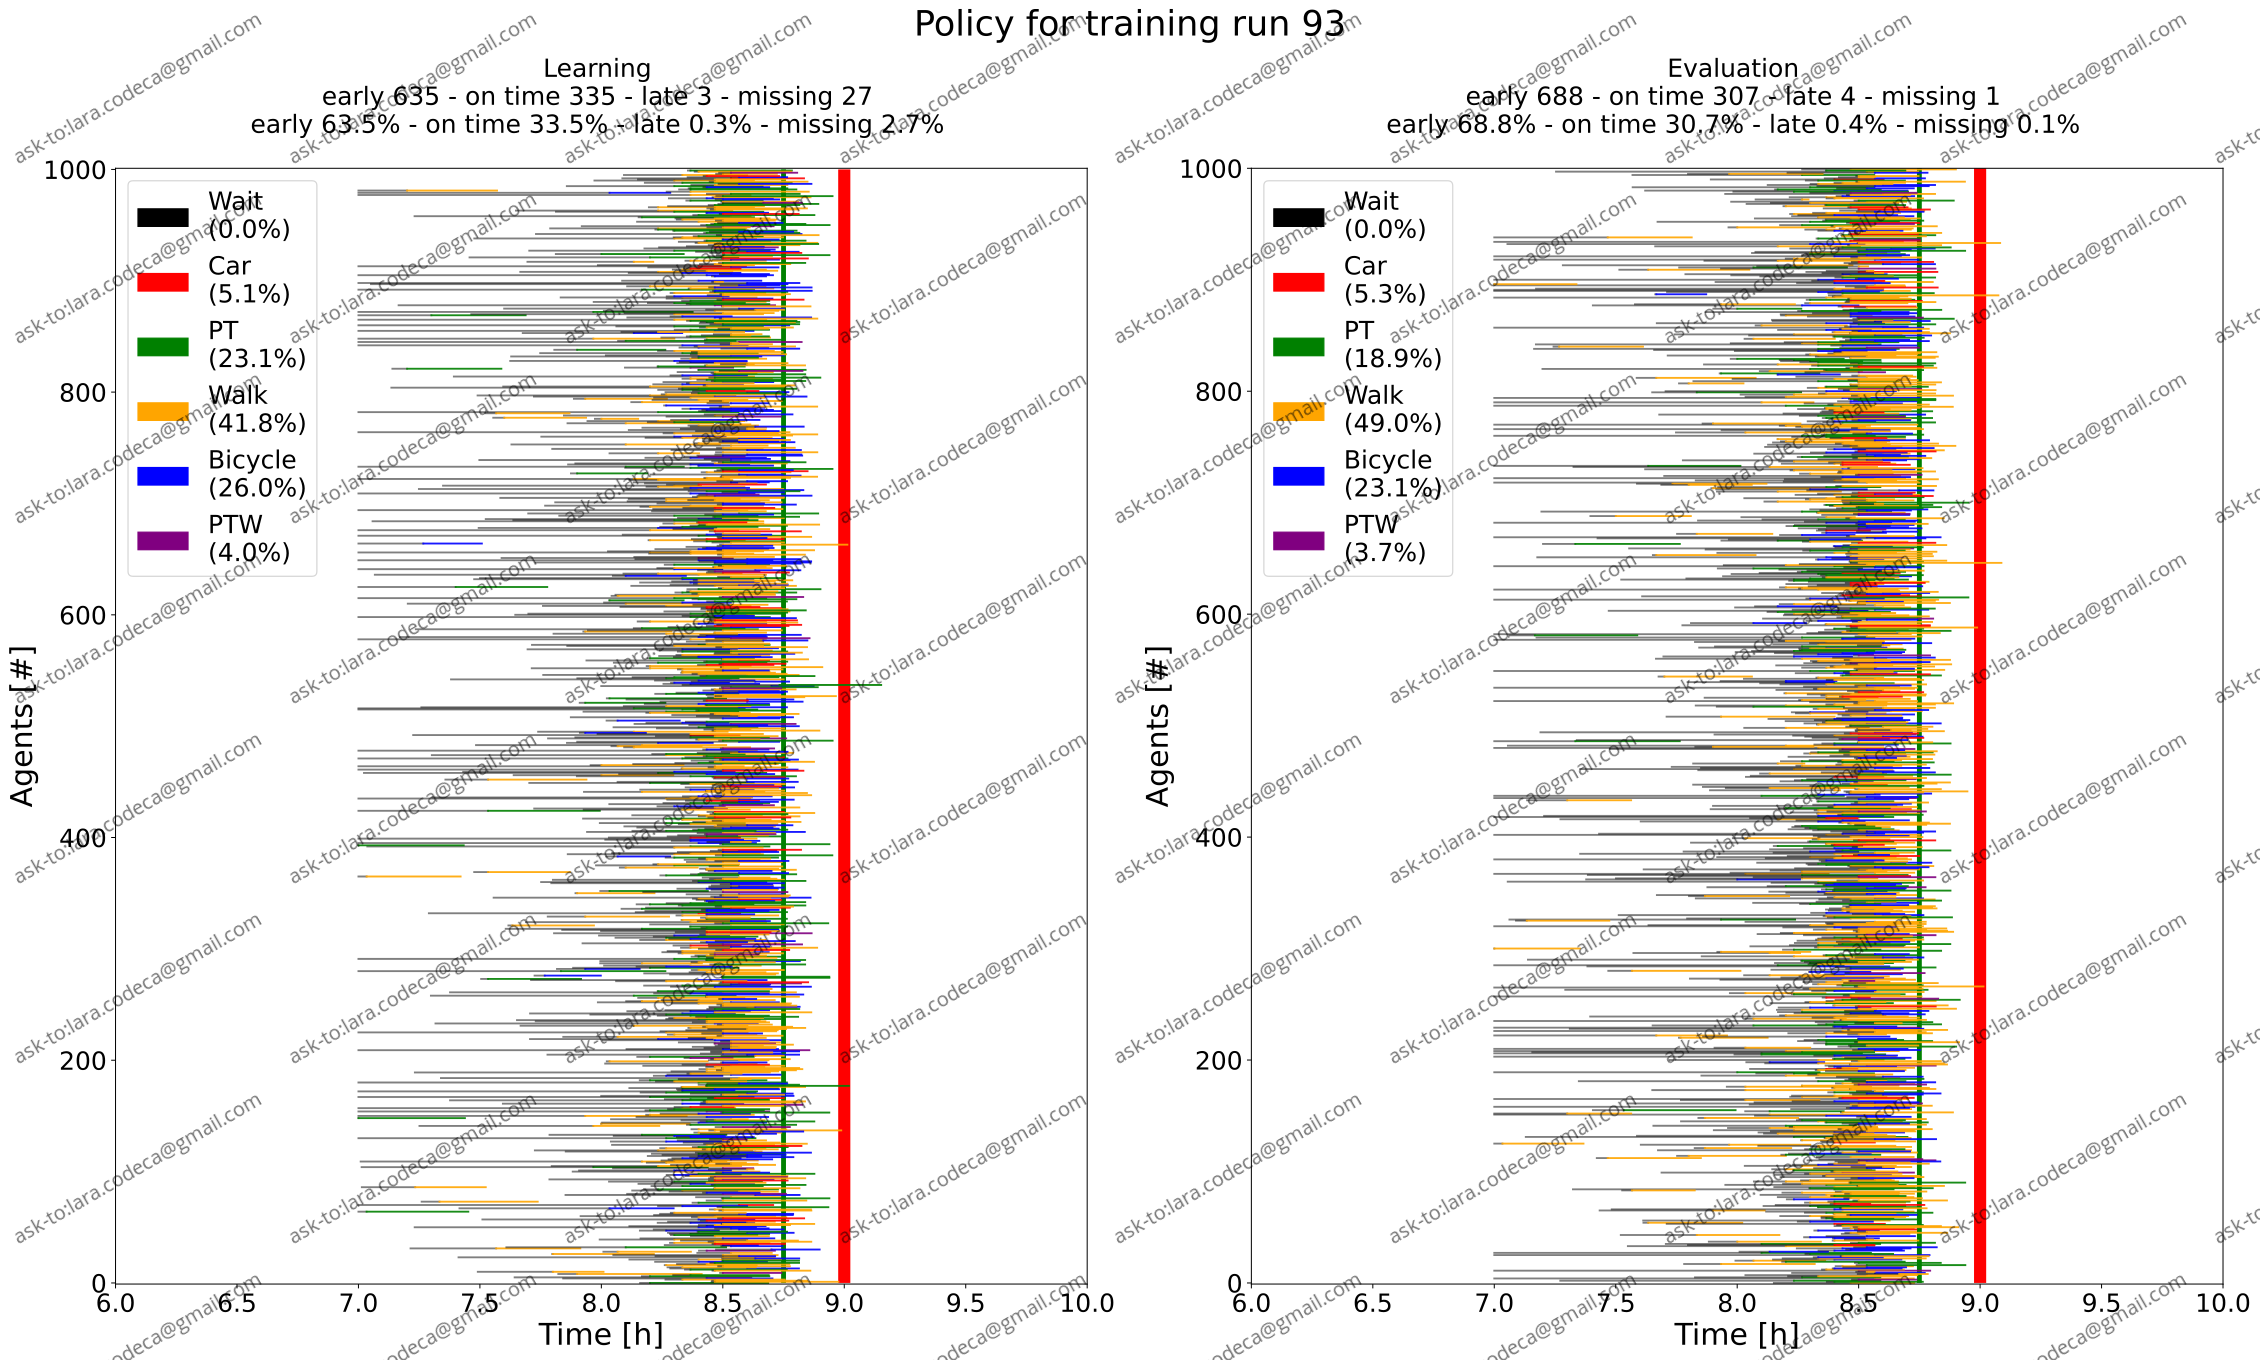 Policy for training run 93
Learning
early 635 - on time 335 - late 3 - missing 27
early 63.5% - on time 33.5% - late 0.3% - missing 2.7%
Wait
(0.0%)
Car
(5.1%)
PT
(23.1%)
Walk
(41.8%)
Bicycle
(26.0%)
PTW
(4.0%)
Agents [#]
1000
800
600
400
200
0
6.0 6.5 7.0 7.5 8.0 8.5 9.0 9.5 10.0
Time [h]
Evaluation
early 688 - on time 307 - late 4 - missing 1
early 68.8% - on time 30.7% - late 0.4% - missing 0.1%
Wait
(0.0%)
Car
(5.3%)
PT
(18.9%)
Walk
(49.0%)
Bicycle
(23.1%)
PTW
(3.7%)
Agents [#]
1000
800
600
400
200
0
6.0 6.5 7.0 7.5 8.0 8.5 9.0 9.5 10.0
Time [h]
ask-to:lara.codeca@gmail.com